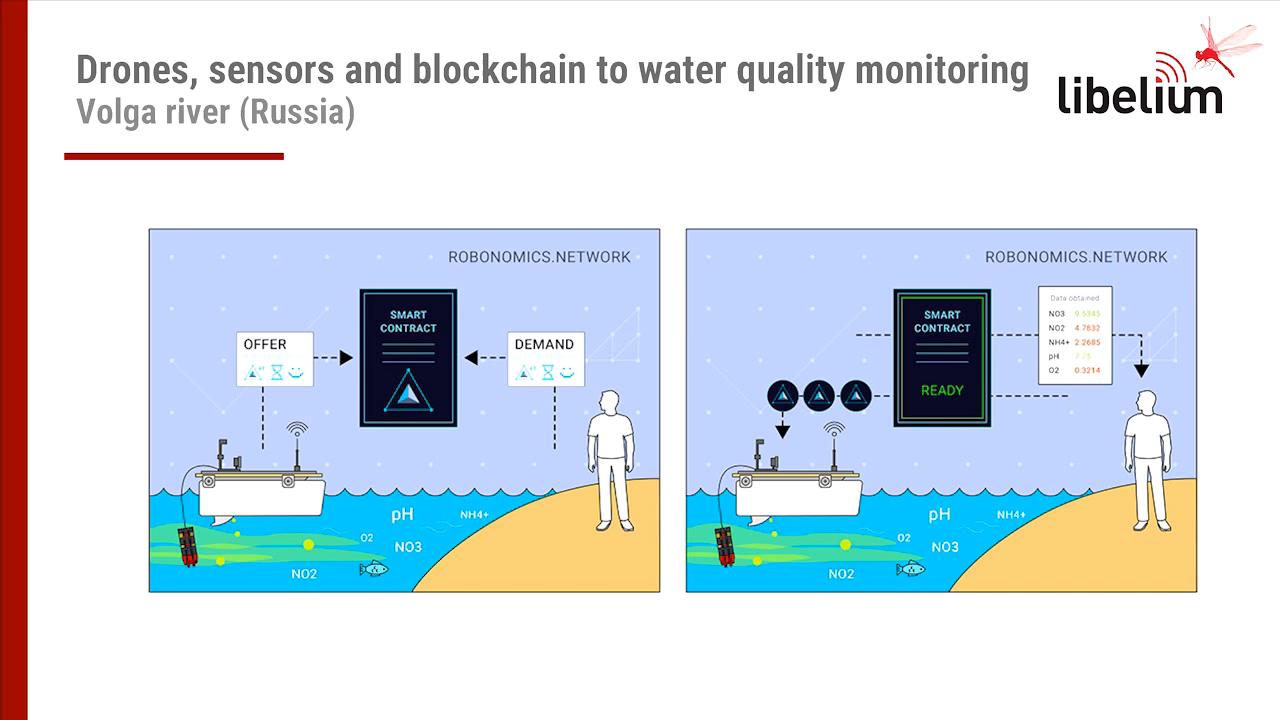 Drones, sensors and blockchain to water quality monitoring
Volga river (Russia)
libelium
ROBONOMICS.NETWORK
SMART
CONTRACT
OFFER
DEMAND
pH
NH4+
O2
NO3
NO2
ROBONOMICS.NETWORK
SMART
CONTRACT
READY
Data obtained
NO3 9.5345
NO2 4.7832
NH4+ 2.2685
pH 7.75
O2 0.3214
pH
NH4+
O2
NO3
NO2